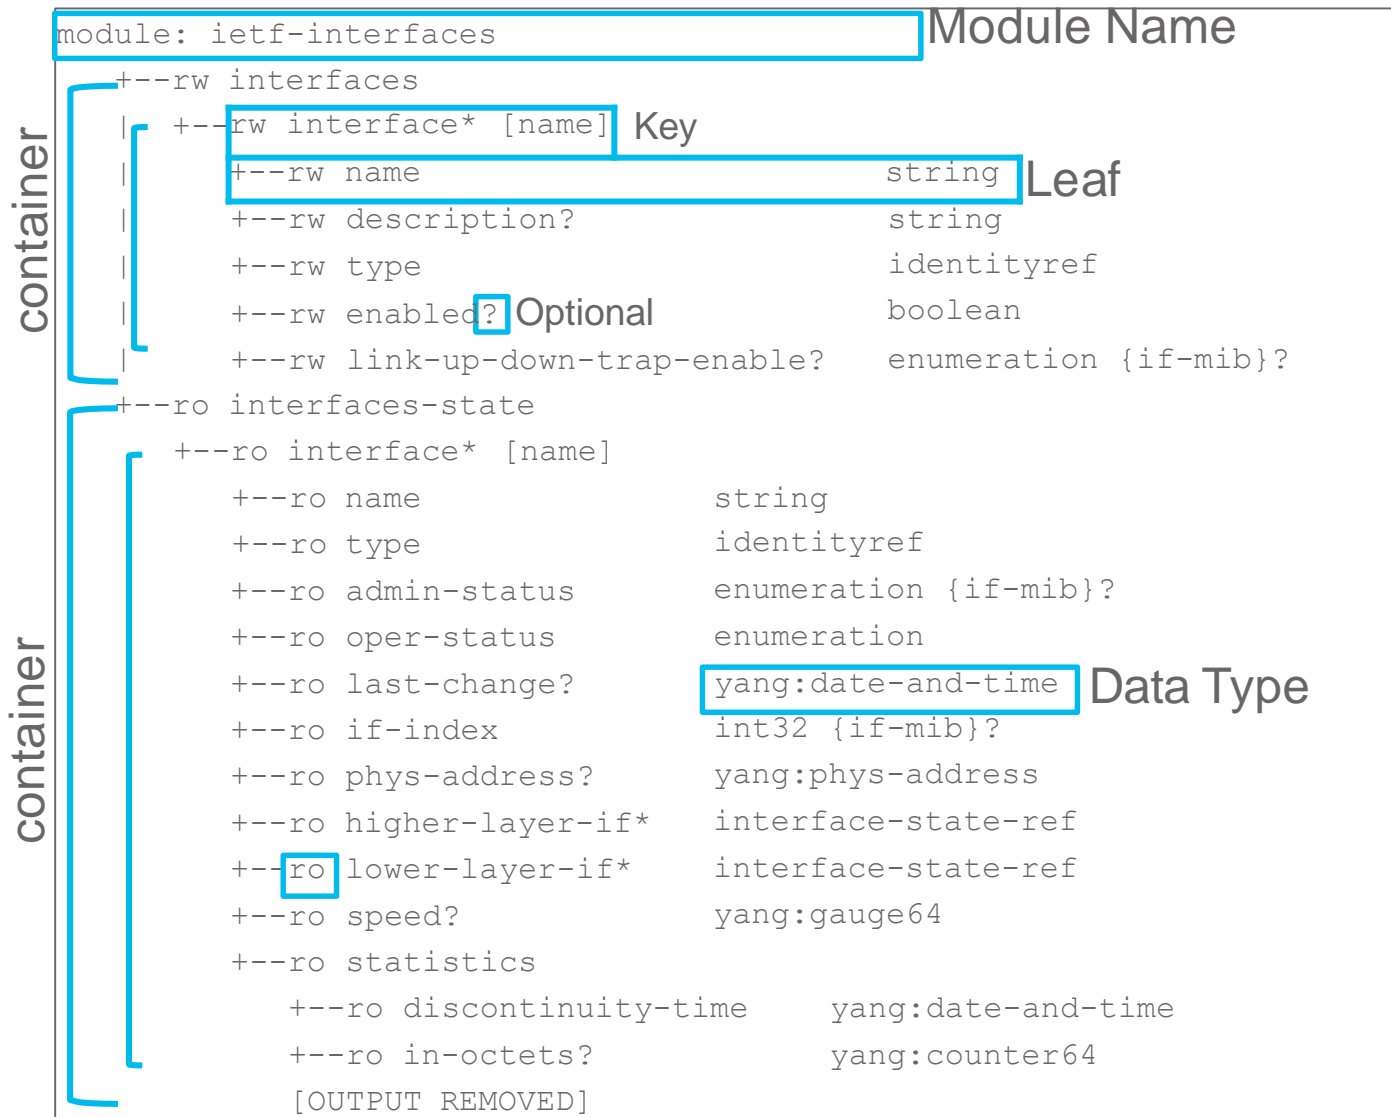 module: ietf-interfaces Module Name
+--rw interfaces
| +--rw interface* [name] Key
| +--rw name string Leaf
| +--rw description? string
| +--rw type identityref
| +--rw enabled? Optional boolean
| +--rw link-up-down-trap-enable? enumeration {if-mib}?
container
+--ro interfaces-state
+--ro interface* [name]
+--ro name string
+--ro type identityref
+--ro admin-status enumeration {if-mib}?
+--ro oper-status enumeration
+--ro last-change? yang:date-and-time Data Type
+--ro if-index int32 {if-mib}?
+--ro phys-address? yang:phys-address
+--ro higher-layer-if* interface-state-ref
+--ro lower-layer-if* interface-state-ref
+--ro speed? yang:gauge64
+--ro statistics
+--ro discontinuity-time yang:date-and-time
+--ro in-octets? yang:counter64
[OUTPUT REMOVED]
container